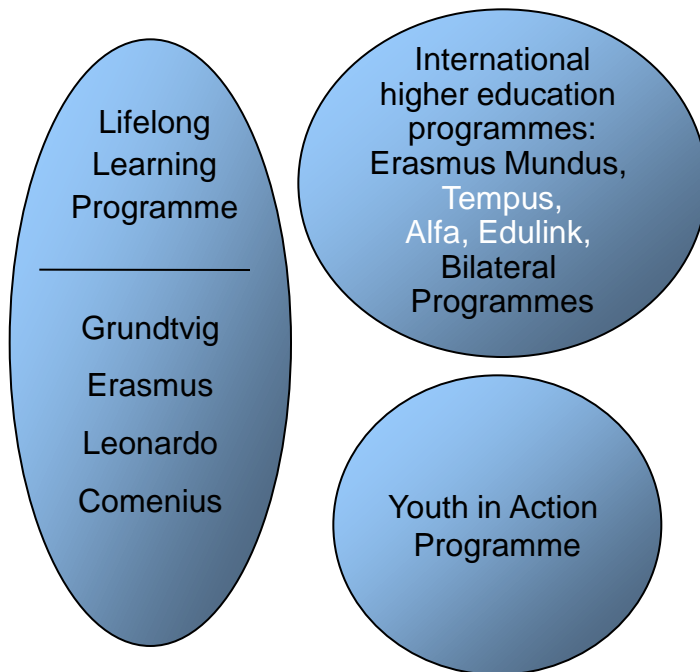 Lifelong
Learning
Programme
Grundtvig
Erasmus
Leonardo
Comenius
International
higher education
programmes:
Erasmus Mundus,
Tempus,
Alfa, Edulink,
Bilateral
Programmes
Youth in Action
Programme